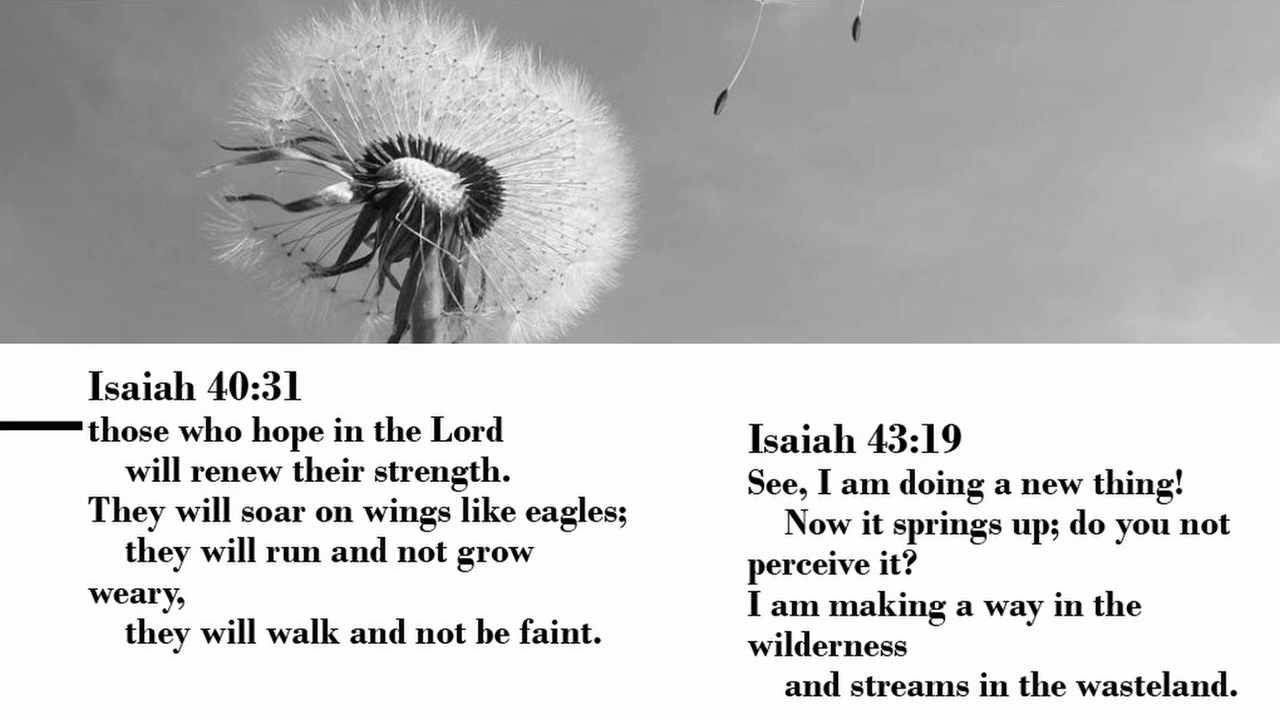 Isaiah 40:31
those who hope in the Lord
will renew their strength.
They will soar on wings like eagles;
they will run and not grow
weary,
they will walk and not be faint.
Isaiah 43:19
See, I am doing a new thing!
Now it springs up; do you not
perceive it?
I am making a way in the
wilderness
and streams in the wasteland.